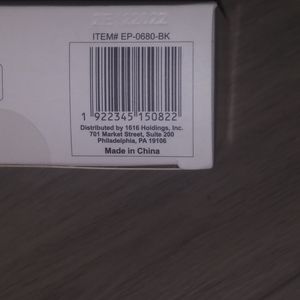 ITEM# EP-0680-BK
1 922345 150822
Distributed by 1616 Holdings, Inc.
701 Market Street, Suite 200
Philadelphia, PA 19106
Made in China